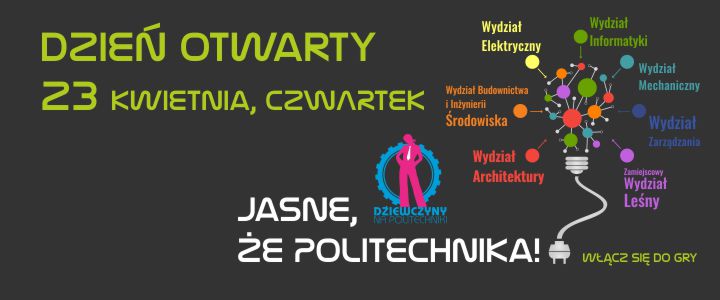 DZIEŃ OTWARTY
23 KWIETNIA, CZWARTEK
Wydział
Elektryczny
Wydział
Informatyki
Wydział
Mechaniczny
Wydział Budownictwa
i Inżynierii
Środowiska
Wydział
Zarządzania
Wydział
Architektury
Zamiejscowy
Wydział
Leśny
DZIEWCZYNY
NA POLITECHNIKI
JASNE,
ŻE POLITECHNIKA!
WŁĄCZ SIĘ DO GRY